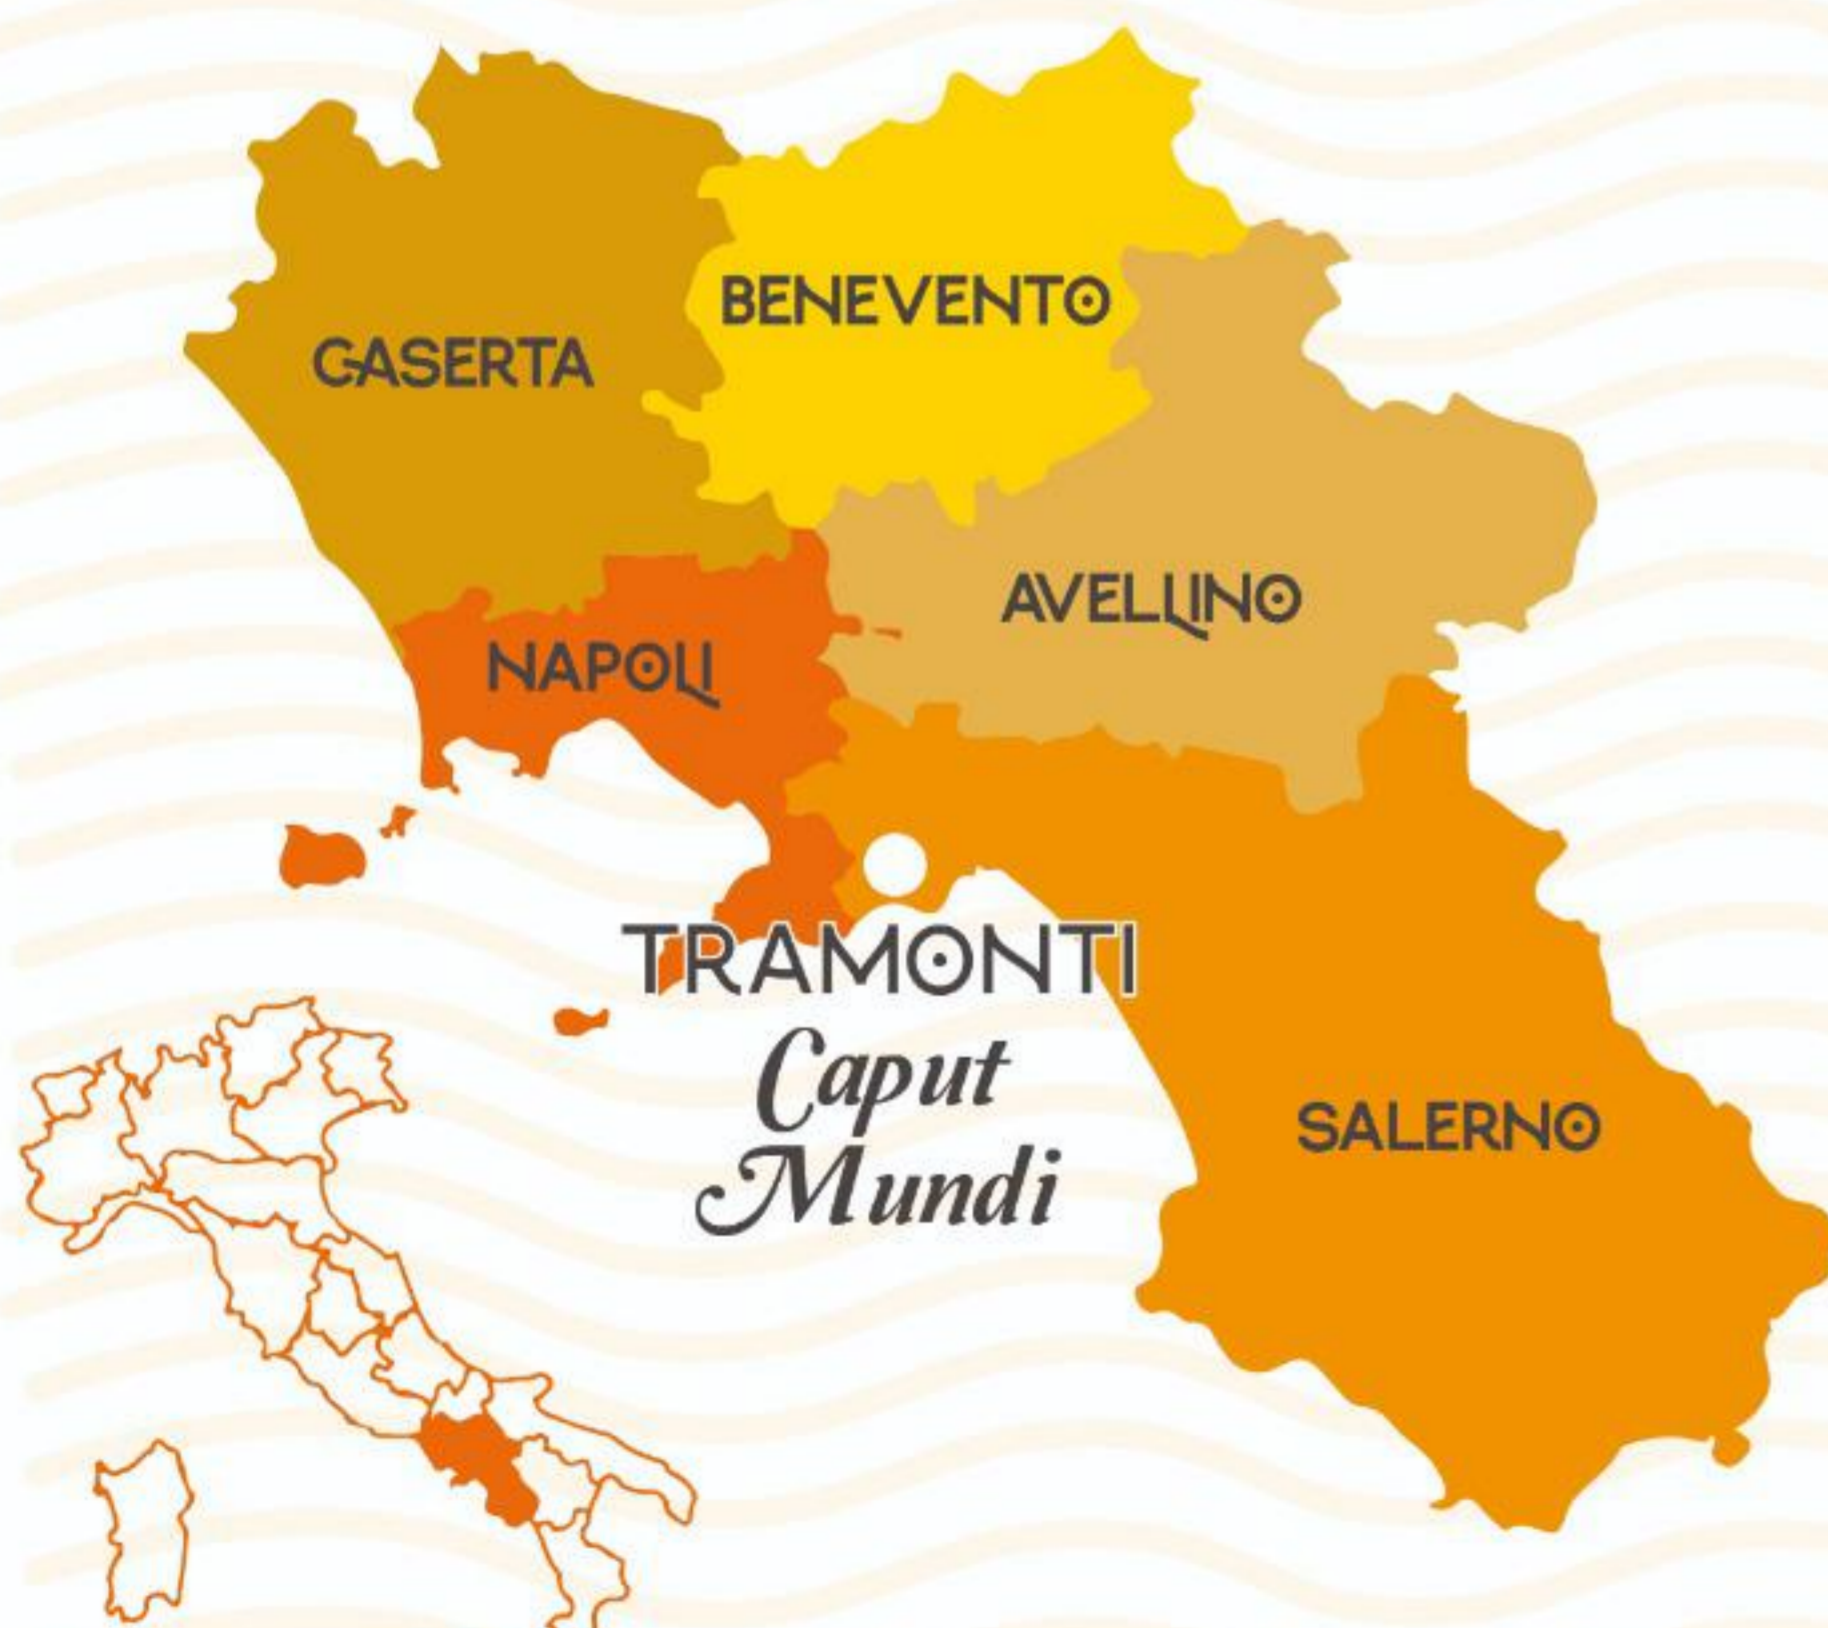 BENEVENTO
CASERTA
AVELLINO
NAPOLI
TRAMONTI
Caput
Mundi
SALERNO